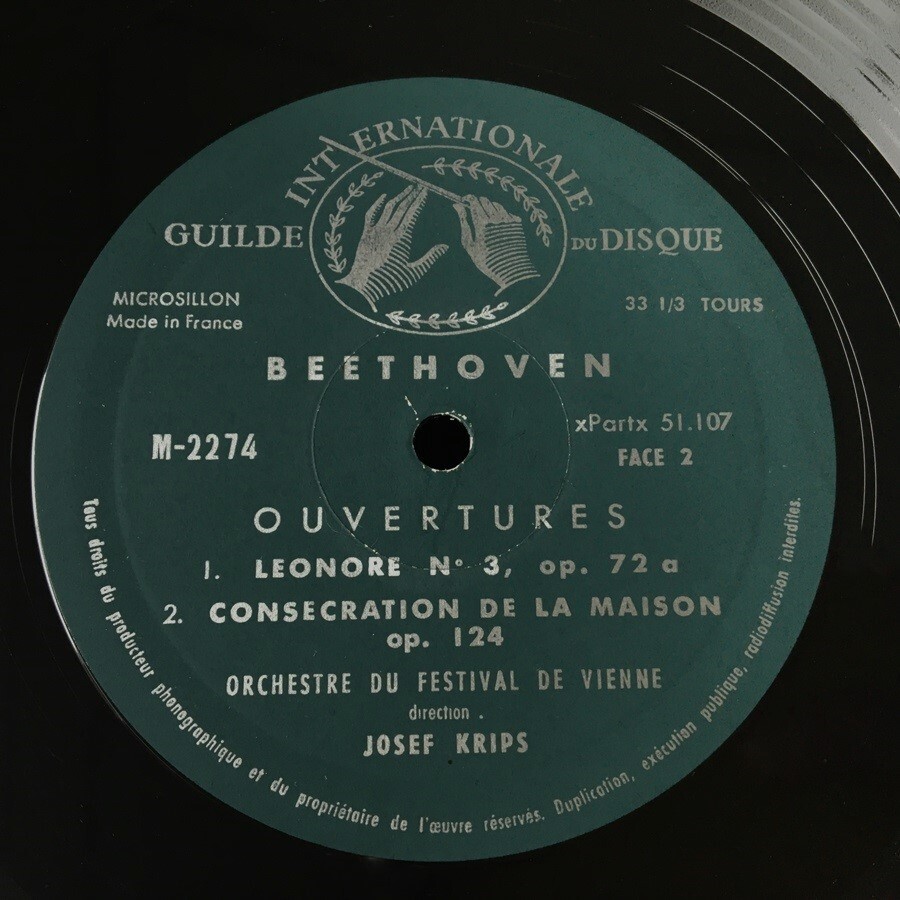 INTERNATIONALE
GUILDE DU DISQUE
MICROSILLON
Made in France
33 1/3 TOURS
BEETHOVEN
M-2274
xPartx 51.107
FACE 2
OUVERTURES
1. LEONORE N° 3, op. 72 a
2. CONSECRATION DE LA MAISON
op. 124
ORCHESTRE DU FESTIVAL DE VIENNE
direction .
JOSEF KRIPS
Tous droits du producteur phonographique et du propriétaire de l'œuvre réservés. Duplication, exécution publique, radiodiffusion interdites.